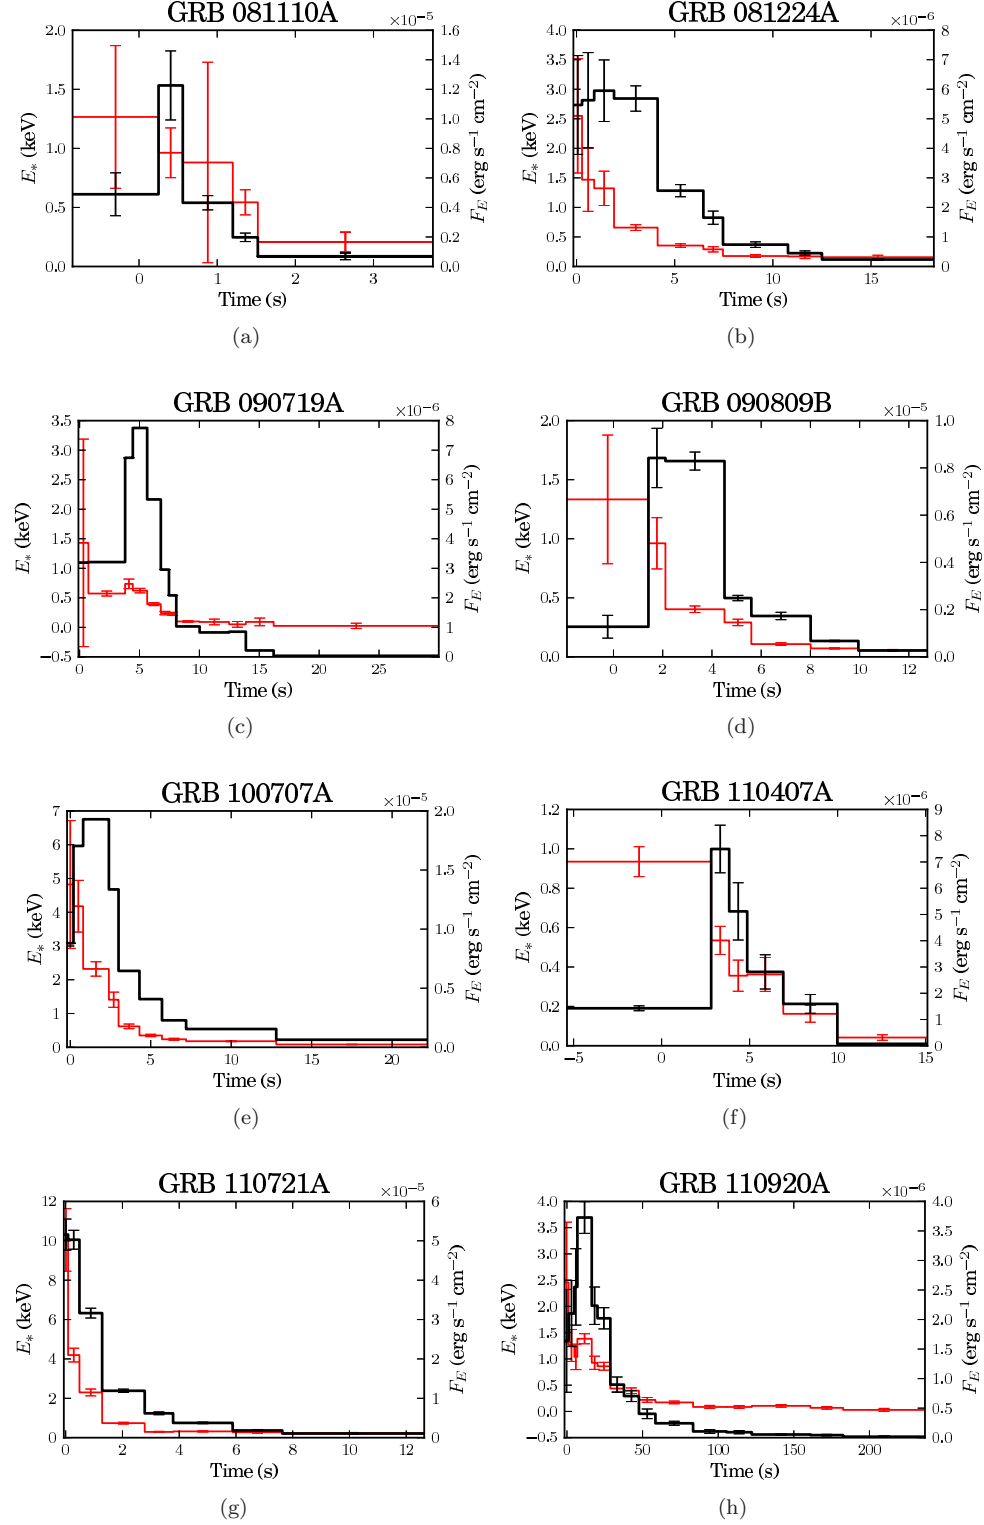 GRB 081110A
×10⁻⁵
2.0
1.5
1.0
0.5
0.0
E* (keV)
1.6
1.4
1.2
1.0
0.8
0.6
0.4
0.2
0.0
F_E (erg s⁻¹ cm⁻²)
0 1 2 3
Time (s)
(a)
GRB 081224A
×10⁻⁶
4.0
3.5
3.0
2.5
2.0
1.5
1.0
0.5
0.0
E* (keV)
8
7
6
5
4
3
2
1
0
F_E (erg s⁻¹ cm⁻²)
0 5 10 15
Time (s)
(b)
GRB 090719A
×10⁻⁶
3.5
3.0
2.5
2.0
1.5
1.0
0.5
0.0
−0.5
E* (keV)
8
7
6
5
4
3
2
1
0
F_E (erg s⁻¹ cm⁻²)
0 5 10 15 20 25
Time (s)
(c)
GRB 090809B
×10⁻⁵
2.0
1.5
1.0
0.5
0.0
E* (keV)
1.0
0.8
0.6
0.4
0.2
0.0
F_E (erg s⁻¹ cm⁻²)
0 2 4 6 8 10 12
Time (s)
(d)
GRB 100707A
×10⁻⁵
7
6
5
4
3
2
1
0
E* (keV)
2.0
1.5
1.0
0.5
0.0
F_E (erg s⁻¹ cm⁻²)
0 5 10 15 20
Time (s)
(e)
GRB 110407A
×10⁻⁶
1.2
1.0
0.8
0.6
0.4
0.2
0.0
E* (keV)
9
8
7
6
5
4
3
2
1
0
F_E (erg s⁻¹ cm⁻²)
−5 0 5 10 15
Time (s)
(f)
GRB 110721A
×10⁻⁵
12
10
8
6
4
2
0
E* (keV)
6
5
4
3
2
1
0
F_E (erg s⁻¹ cm⁻²)
0 2 4 6 8 10 12
Time (s)
(g)
GRB 110920A
×10⁻⁶
4.0
3.5
3.0
2.5
2.0
1.5
1.0
0.5
0.0
−0.5
E* (keV)
4.0
3.5
3.0
2.5
2.0
1.5
1.0
0.5
0.0
F_E (erg s⁻¹ cm⁻²)
0 50 100 150 200
Time (s)
(h)